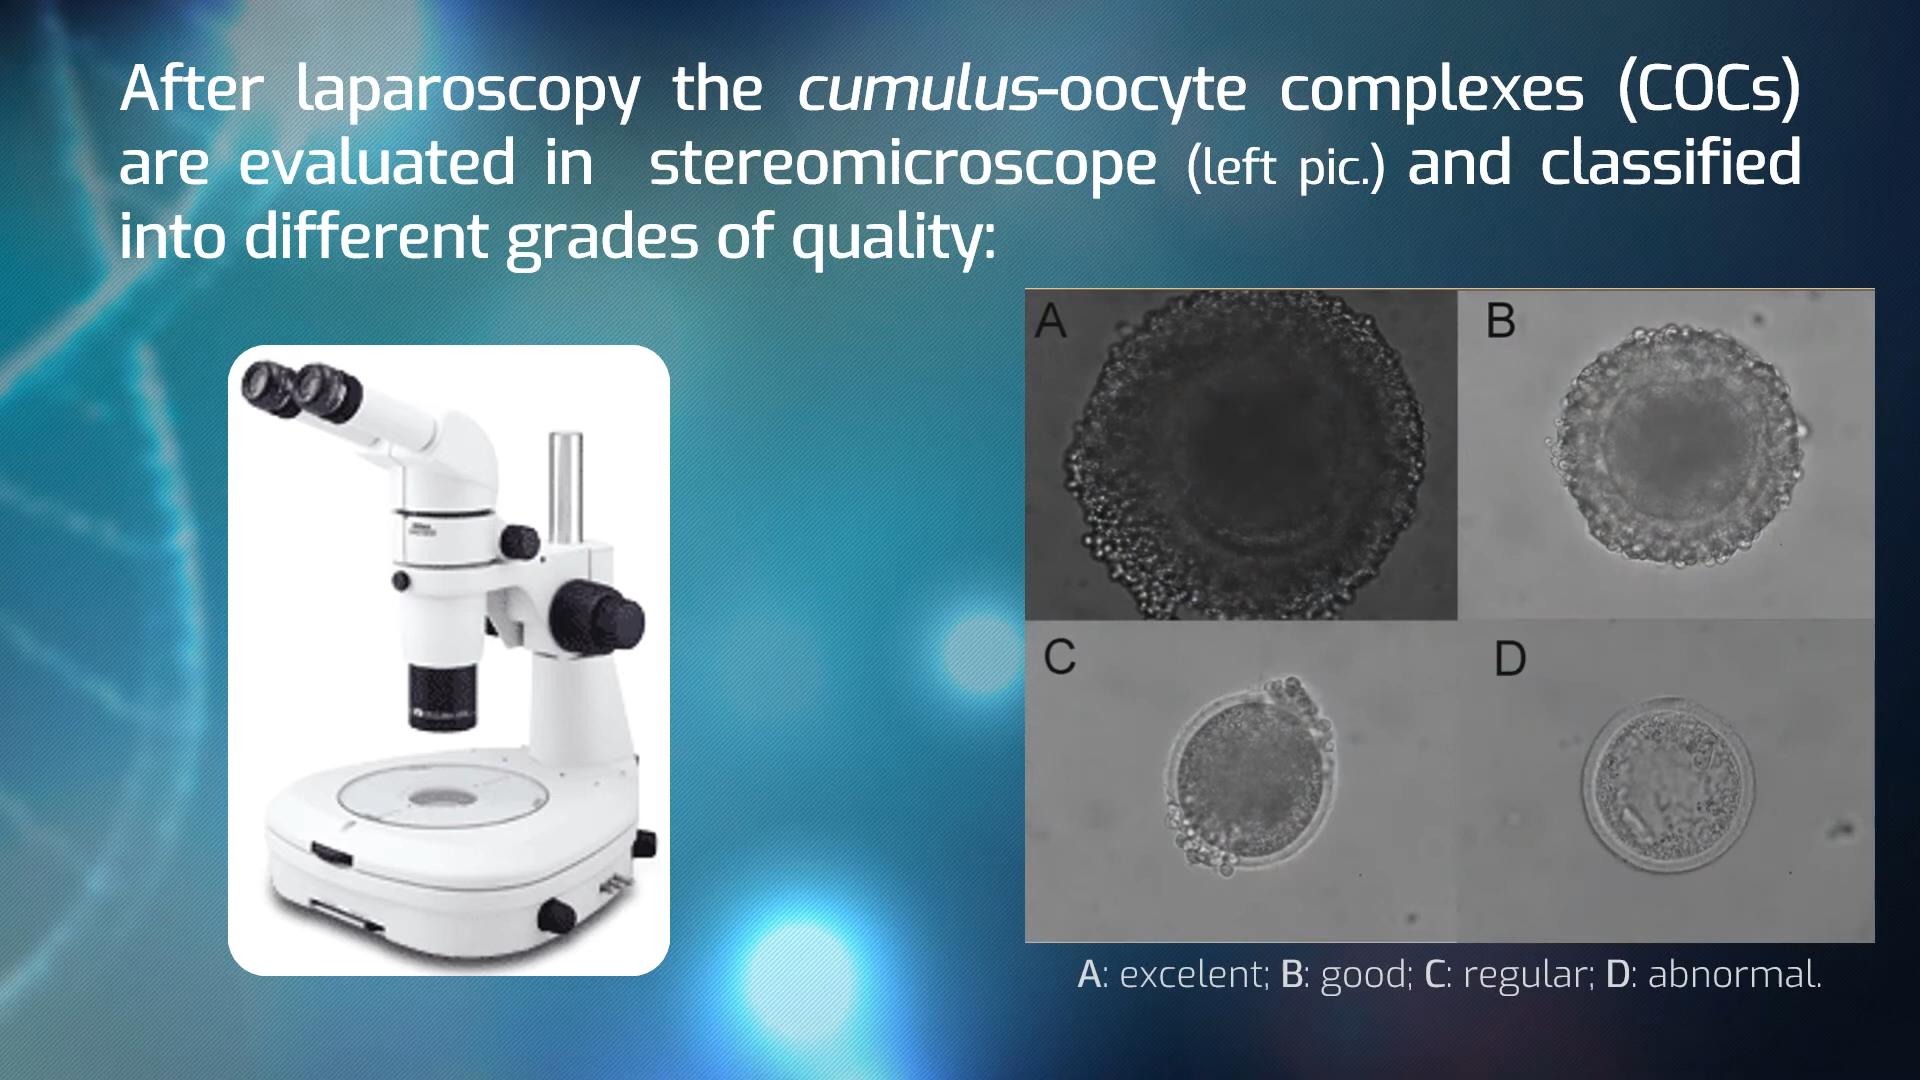 After laparoscopy the cumulus-oocyte complexes (COCs)
are evaluated in stereomicroscope (left pic.) and classified
into different grades of quality:
A
B
C
D
A: excelent; B: good; C: regular; D: abnormal.